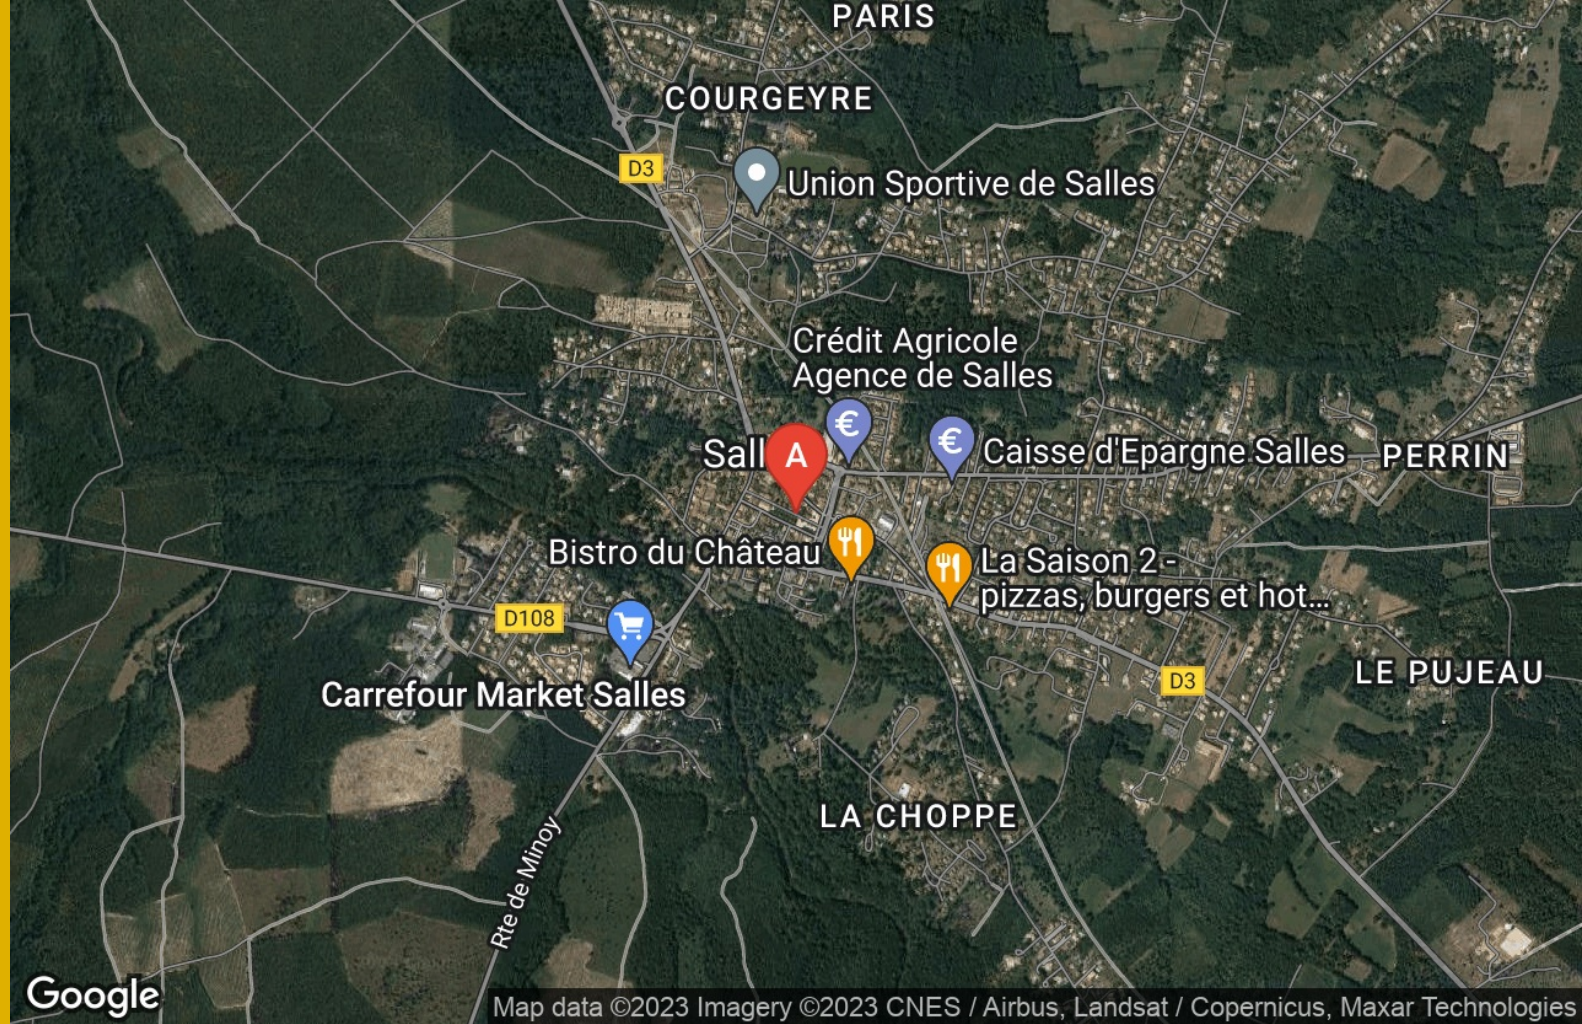 PARIS
COURGEYRE
D3
Union Sportive de Salles
Crédit Agricole
Agence de Salles
€
€
Sall
A
Caisse d'Epargne Salles
PERRIN
Bistro du Château
La Saison 2 -
pizzas, burgers et hot...
D108
Carrefour Market Salles
D3
LE PUJEAU
LA CHOPPE
Rte de Minoy
Google
Map data ©2023 Imagery ©2023 CNES / Airbus, Landsat / Copernicus, Maxar Technologies